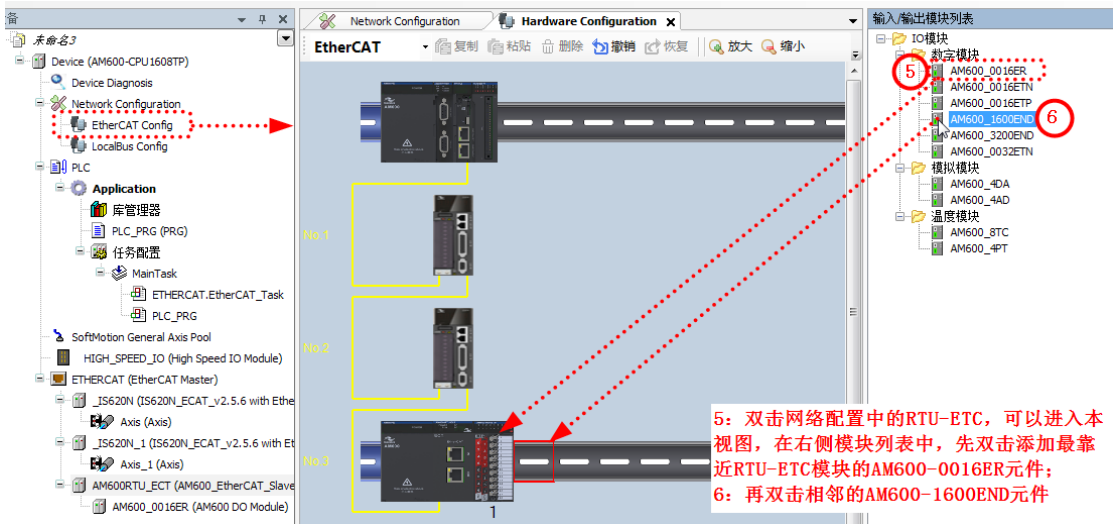 备
未命名3
Device (AM600-CPU1608TP)
Device Diagnosis
Network Configuration
EtherCAT Config
LocalBus Config
PLC
Application
库管理器
PLC_PRG (PRG)
任务配置
MainTask
ETHERCAT.EtherCAT_Task
PLC_PRG
SoftMotion General Axis Pool
HIGH_SPEED_IO (High Speed IO Module)
ETHERCAT (EtherCAT Master)
_IS620N (IS620N_ECAT_v2.5.6 with Ethe
Axis (Axis)
_IS620N_1 (IS620N_ECAT_v2.5.6 with Et
Axis_1 (Axis)
AM600RTU_ECT (AM600_EtherCAT_Slave
AM600_0016ER (AM600 DO Module)
Network Configuration
Hardware Configuration
EtherCAT
复制
粘贴
删除
撤销
恢复
放大
缩小
No.1
No.2
No.3
1
输入/输出模块列表
IO模块
数字模块
5
AM600_0016ER
AM600_0016ETN
AM600_0016ETP
AM600_1600END
6
AM600_3200END
AM600_0032ETN
模拟模块
AM600_4DA
AM600_4AD
温度模块
AM600_8TC
AM600_4PT
5：双击网络配置中的RTU-ETC，可以进入本
视图，在右侧模块列表中，先双击添加最靠
近RTU-ETC模块的AM600-0016ER元件；
6：再双击相邻的AM600-1600END元件